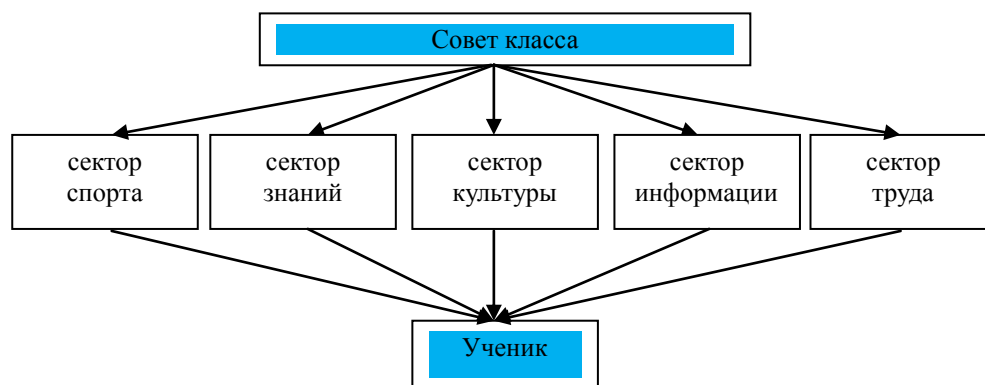 Совет класса
сектор
спорта
сектор
знаний
сектор
культуры
сектор
информации
сектор
труда
Ученик